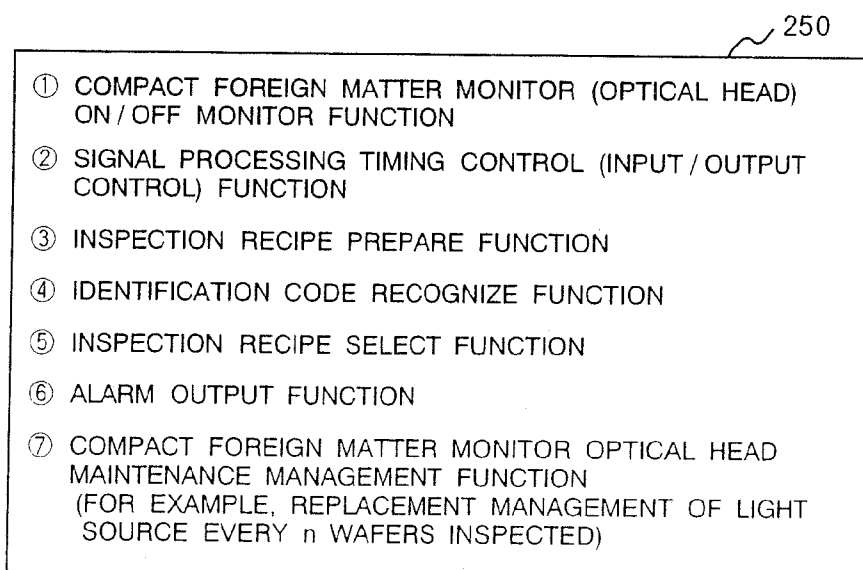 250
① COMPACT FOREIGN MATTER MONITOR (OPTICAL HEAD)
ON / OFF MONITOR FUNCTION
② SIGNAL PROCESSING TIMING CONTROL (INPUT / OUTPUT
CONTROL) FUNCTION
③ INSPECTION RECIPE PREPARE FUNCTION
④ IDENTIFICATION CODE RECOGNIZE FUNCTION
⑤ INSPECTION RECIPE SELECT FUNCTION
⑥ ALARM OUTPUT FUNCTION
⑦ COMPACT FOREIGN MATTER MONITOR OPTICAL HEAD
MAINTENANCE MANAGEMENT FUNCTION
(FOR EXAMPLE, REPLACEMENT MANAGEMENT OF LIGHT
SOURCE EVERY n WAFERS INSPECTED)